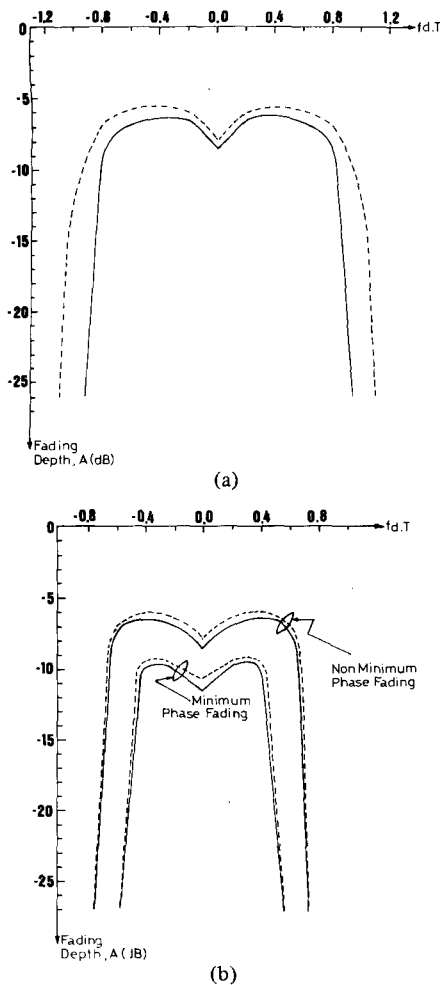 -1.2 -0.8 -0.4 0.0 0.4 0.8 1.2 fd.T
0
-5
-10
-15
-20
-25
Fading
Depth, A(dB)
(a)
-0.8 -0.4 0.0 0.4 0.8 fd.T
0
-5
-10
-15
-20
-25
Non Minimum
Phase Fading
Minimum
Phase Fading
Fading
Depth, A(dB)
(b)